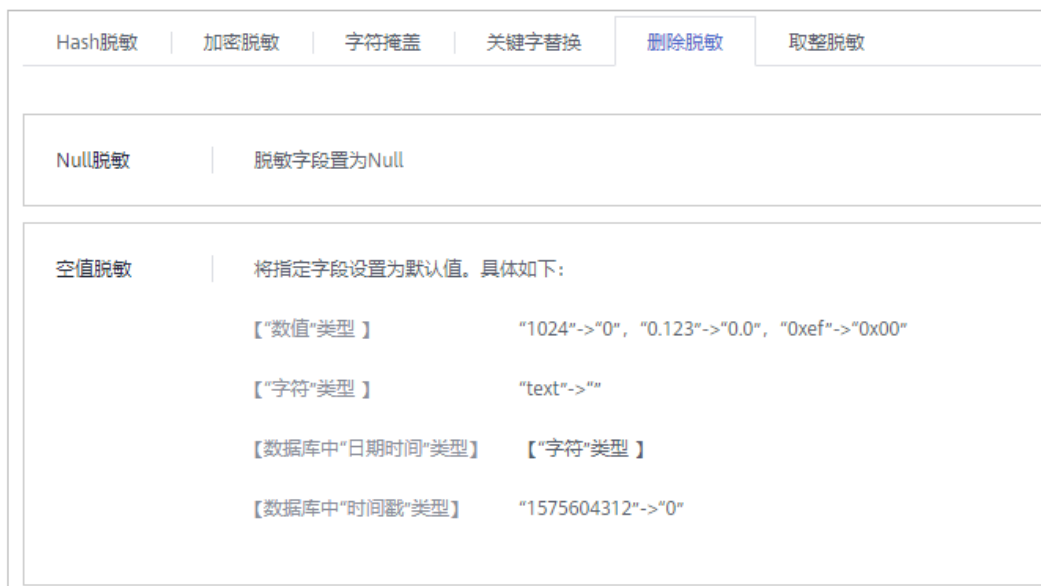 Hash脱敏 加密脱敏 字符掩盖 关键字替换 删除脱敏 取整脱敏
Null脱敏 脱敏字段置为Null
空值脱敏 将指定字段设置为默认值。具体如下：
【“数值”类型 】 “1024”->“0”，“0.123”->“0.0”，“0xef”->“0x00”
【“字符”类型 】 “text”->“”
【数据库中“日期时间”类型】 【“字符”类型 】
【数据库中“时间戳”类型】 “1575604312”->“0”